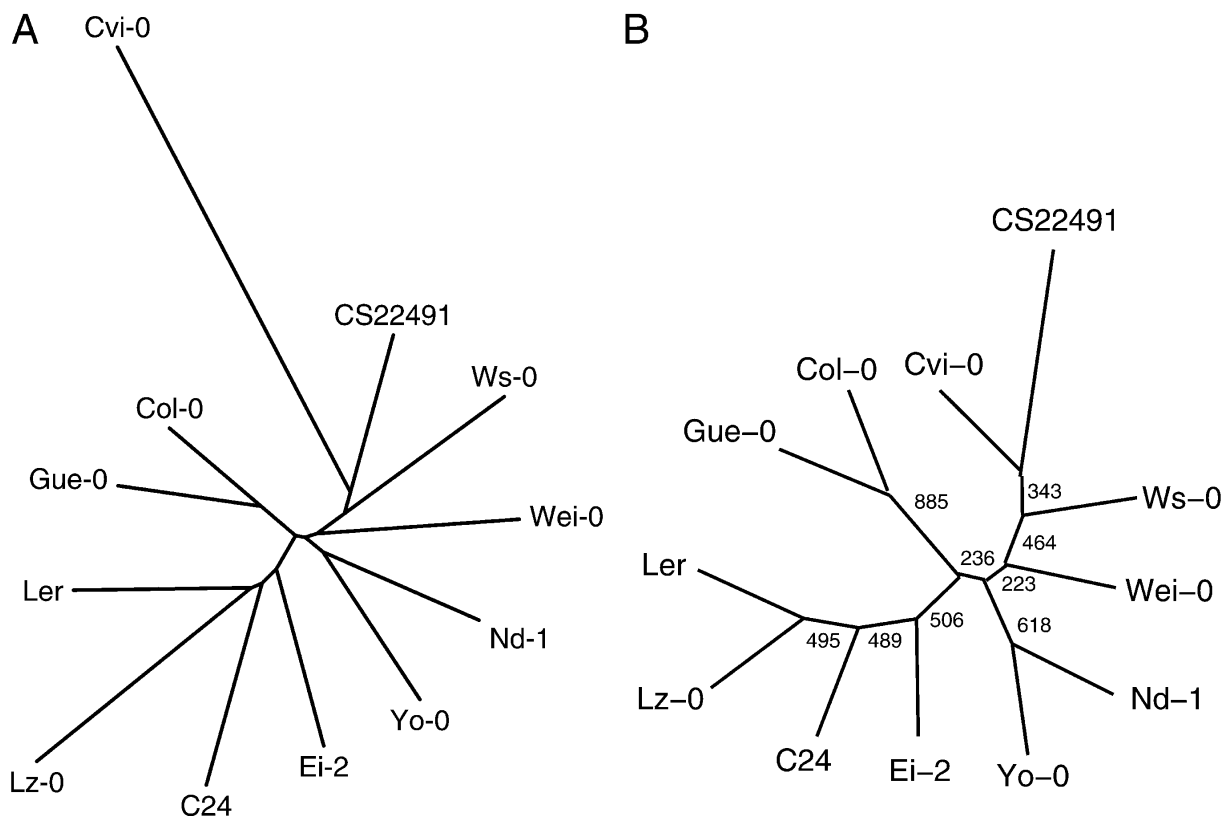 A
Cvi-0
CS22491
Ws-0
Col-0
Gue-0
Wei-0
Ler
Nd-1
Yo-0
Ei-2
Lz-0
C24
B
CS22491
Cvi–0
Col–0
Gue–0
885
343
Ws–0
464
Ler
236
223
Wei–0
506
618
495
489
Lz–0
Nd–1
C24
Ei–2
Yo–0